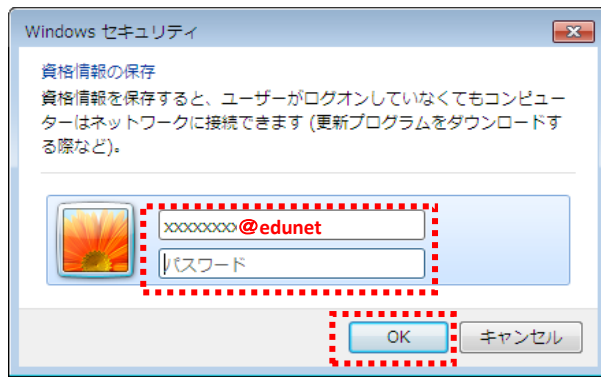 Windows セキュリティ
資格情報の保存
資格情報を保存すると、ユーザーがログオンしていなくてもコンピュー
ターはネットワークに接続できます (更新プログラムをダウンロードす
る際など)。
xxxxxxxx@edunet
パスワード
OK キャンセル